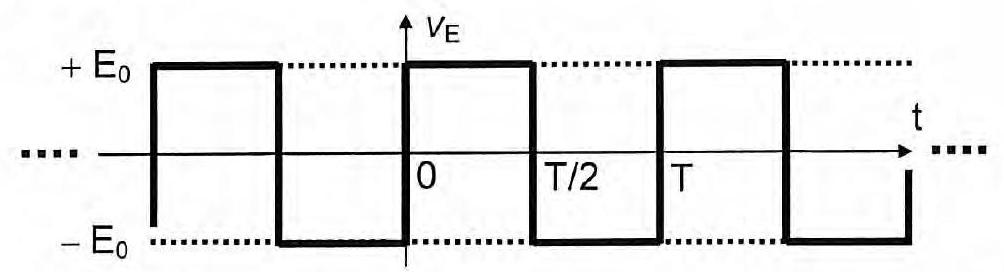 v_E
+ E₀
t
0 T/2 T
– E₀